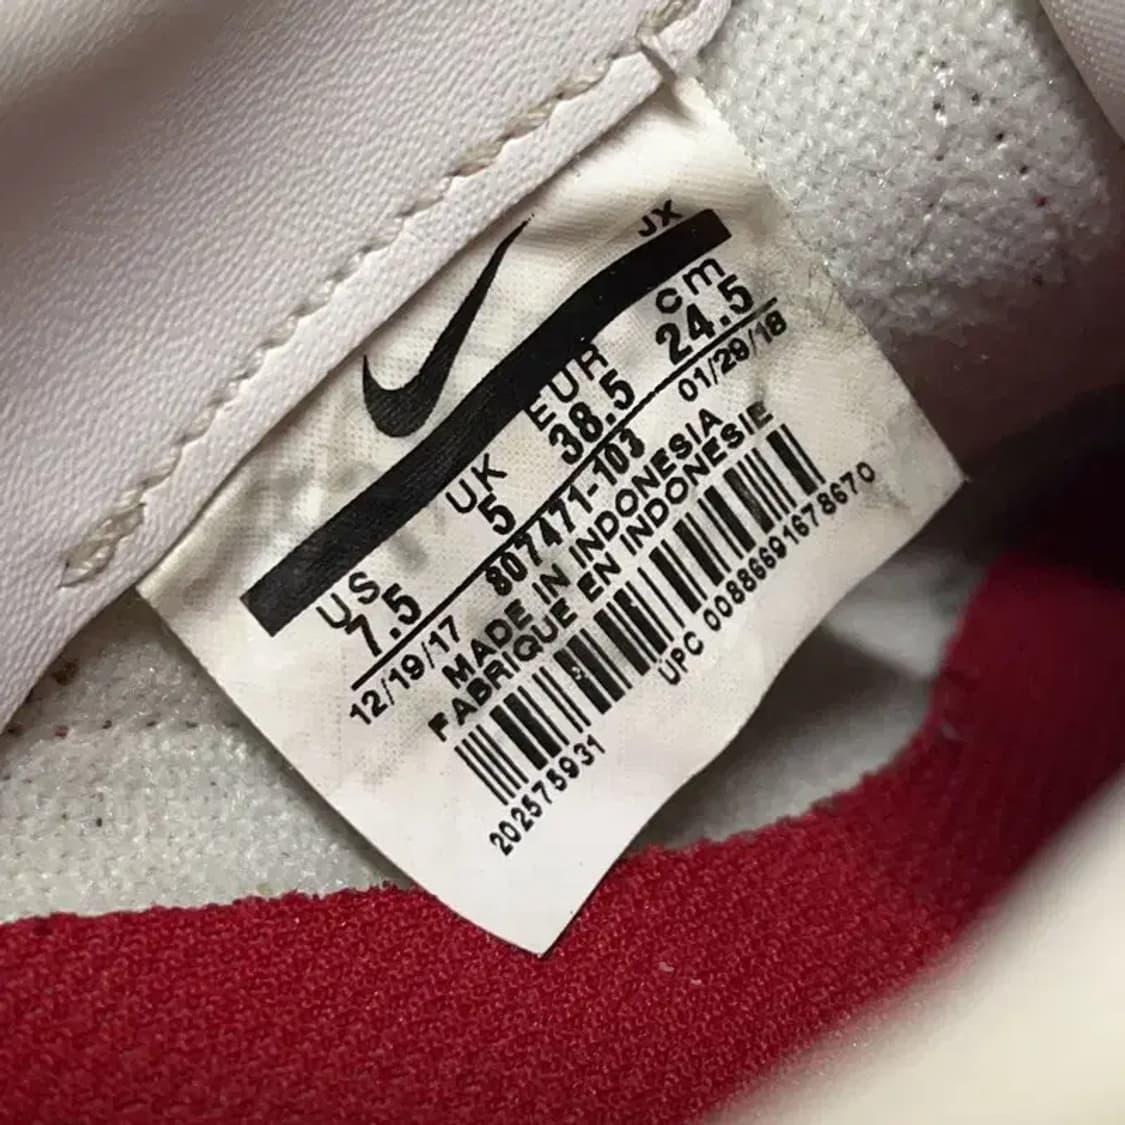 JX
US UK EUR cm
7.5 5 38.5 24.5
12/19/17 807471-103 01/29/18
MADE IN INDONESIA
FABRIQUE EN INDONESIE
UPC 00886691678670
202575931